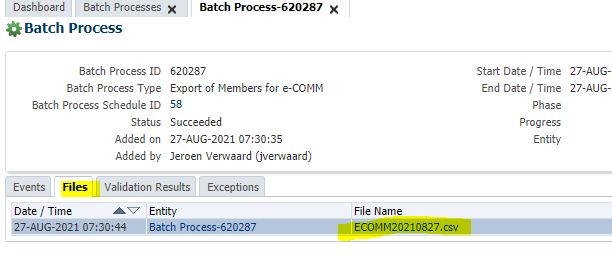 Dashboard Batch Processes Batch Process-620287
Batch Process
Batch Process ID 620287 Start Date / Time 27-AUG-
Batch Process Type Export of Members for e-COMM End Date / Time 27-AUG-
Batch Process Schedule ID 58 Phase
Status Succeeded Progress
Added on 27-AUG-2021 07:30:35 Entity
Added by Jeroen Verwaard (jverwaard)
Events Files Validation Results Exceptions
Date / Time Entity File Name
27-AUG-2021 07:30:44 Batch Process-620287 ECOMM20210827.csv